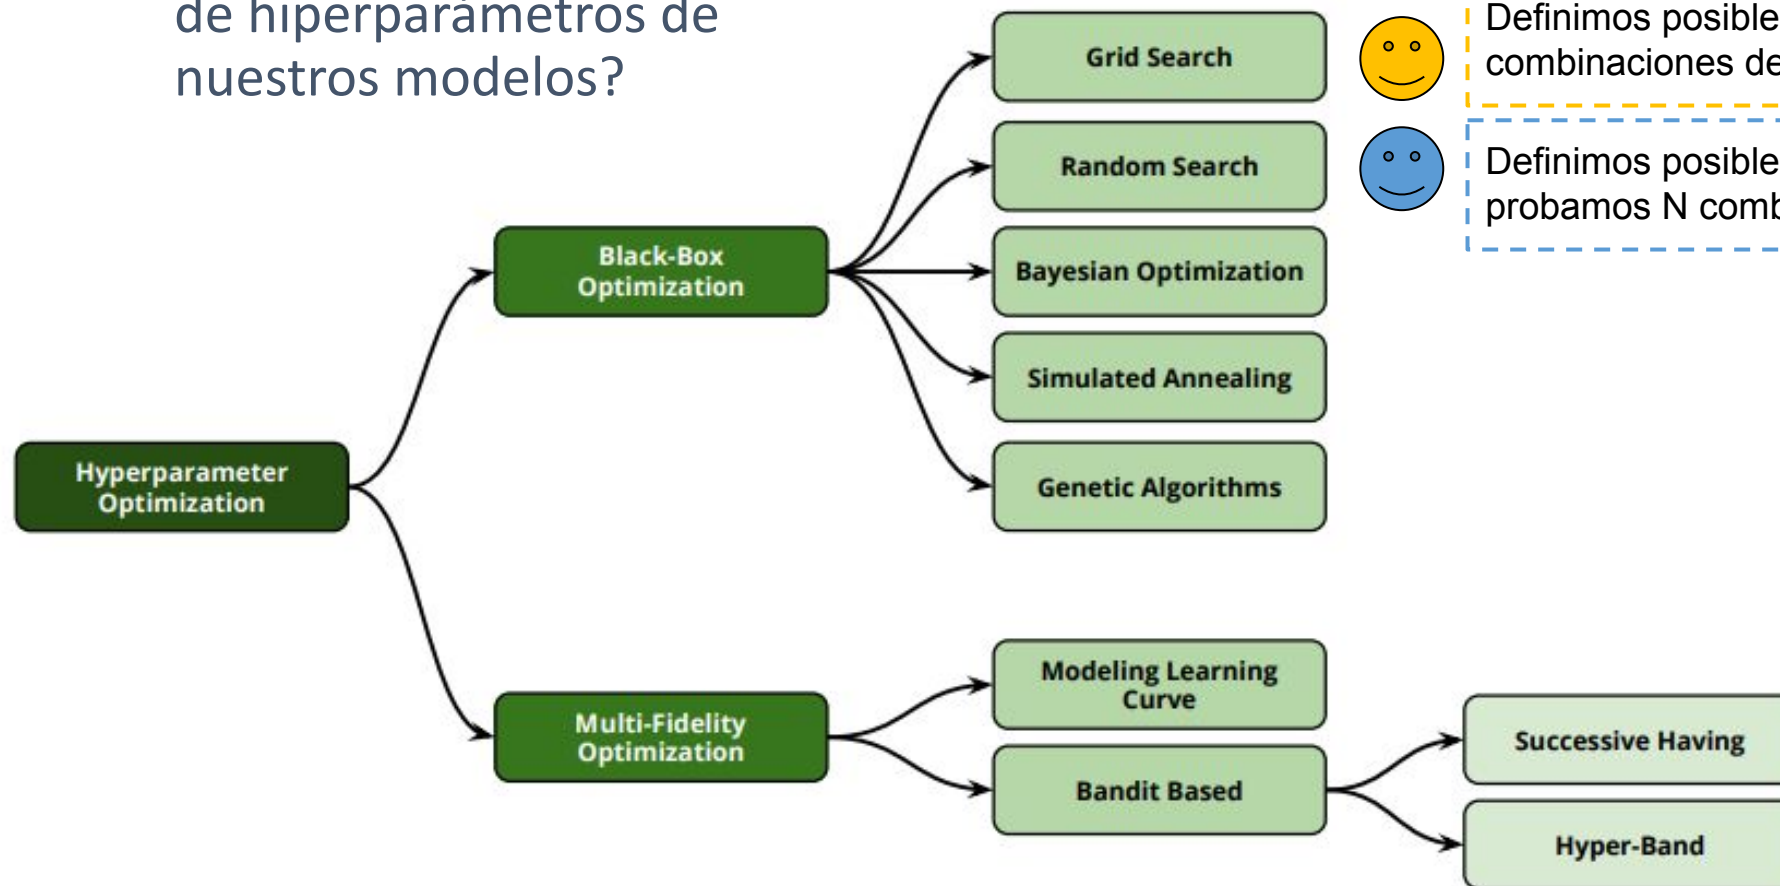 de hiperparámetros de
nuestros modelos?
Grid Search
Definimos posible
combinaciones de
Random Search
Definimos posible
probamos N comb
Black-Box
Optimization
Bayesian Optimization
Simulated Annealing
Hyperparameter
Optimization
Genetic Algorithms
Multi-Fidelity
Optimization
Modeling Learning
Curve
Bandit Based
Successive Having
Hyper-Band